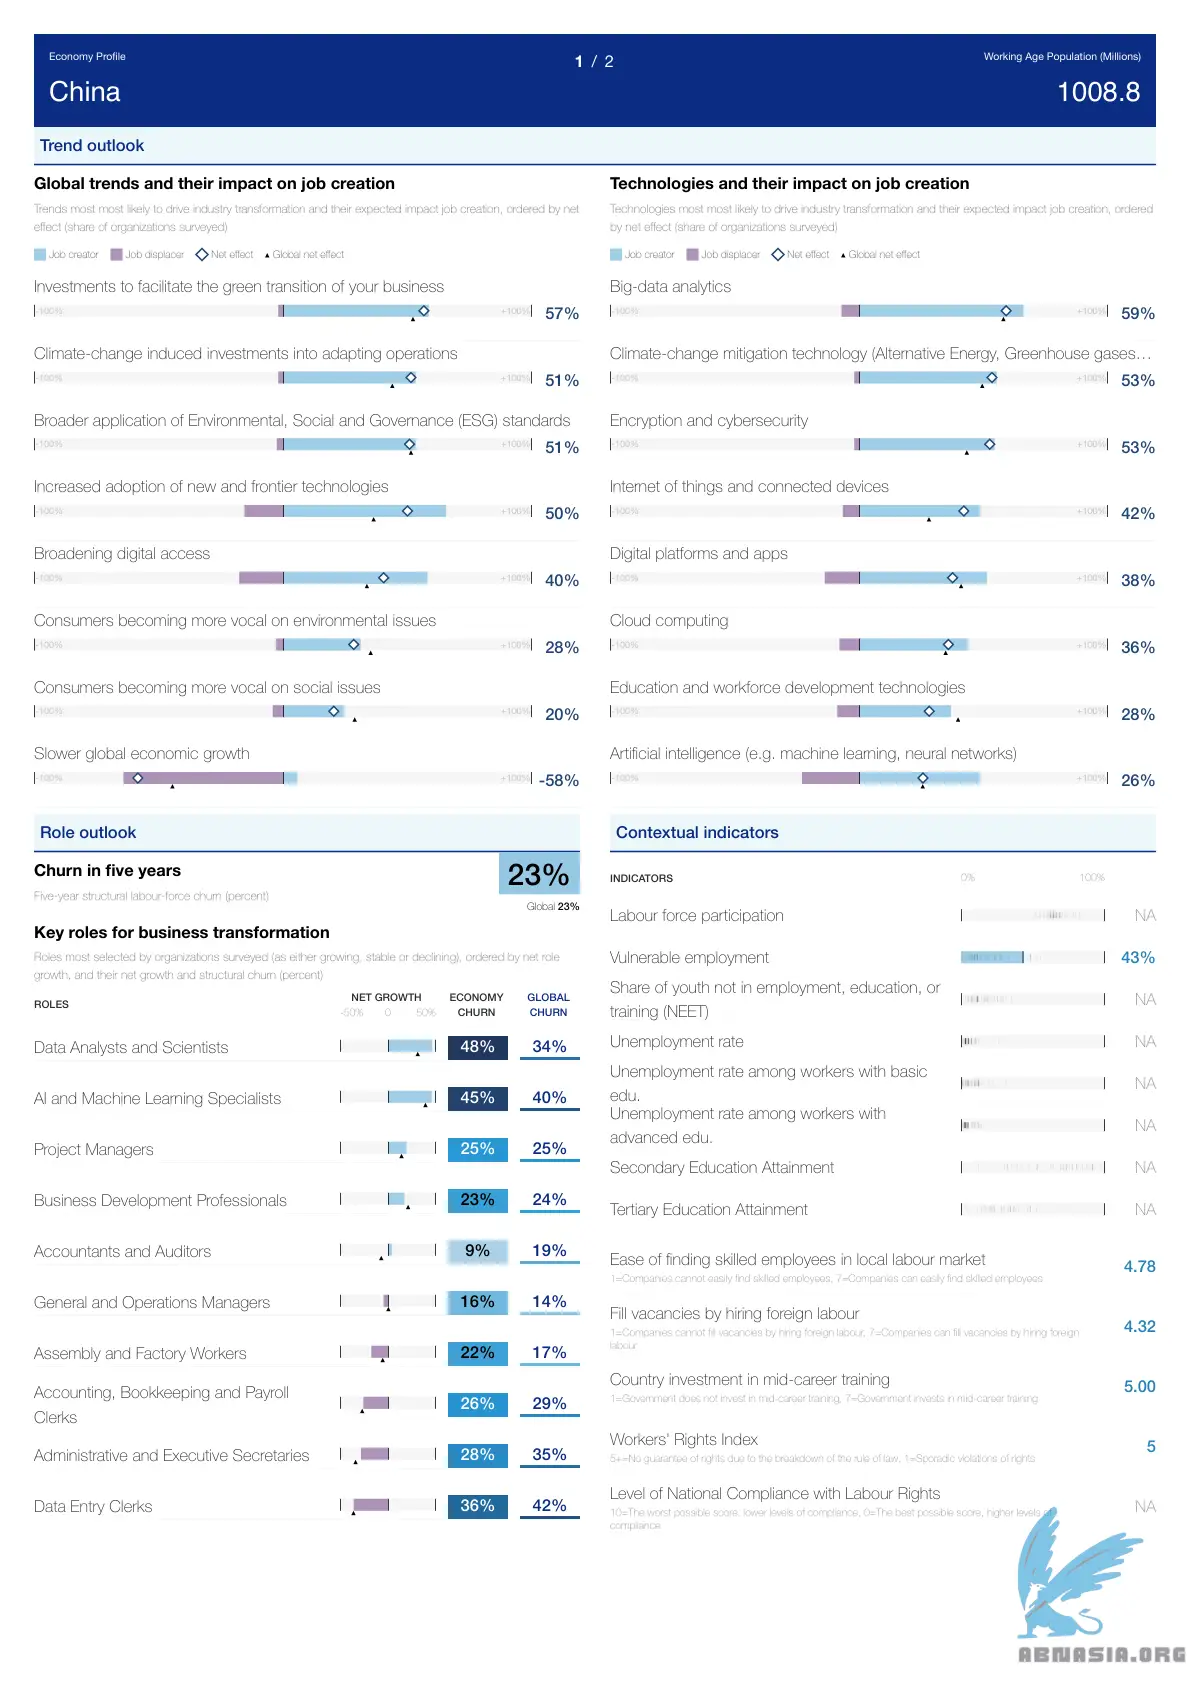 Economy Profile
1 / 2
Working Age Population (Millions)
China
1008.8
Trend outlook
Global trends and their impact on job creation
Trends most most likely to drive industry transformation and their expected impact job creation, ordered by net
effect (share of organizations surveyed)
Job creator Job displacer Net effect Global net effect
Investments to facilitate the green transition of your business
-100% +100% 57%
Climate-change induced investments into adapting operations
-100% +100% 51%
Broader application of Environmental, Social and Governance (ESG) standards
-100% +100% 51%
Increased adoption of new and frontier technologies
-100% +100% 50%
Broadening digital access
-100% +100% 40%
Consumers becoming more vocal on environmental issues
-100% +100% 28%
Consumers becoming more vocal on social issues
-100% +100% 20%
Slower global economic growth
-100% +100% -58%
Technologies and their impact on job creation
Technologies most most likely to drive industry transformation and their expected impact job creation, ordered
by net effect (share of organizations surveyed)
Job creator Job displacer Net effect Global net effect
Big-data analytics
-100% +100% 59%
Climate-change mitigation technology (Alternative Energy, Greenhouse gases…
-100% +100% 53%
Encryption and cybersecurity
-100% +100% 53%
Internet of things and connected devices
-100% +100% 42%
Digital platforms and apps
-100% +100% 38%
Cloud computing
-100% +100% 36%
Education and workforce development technologies
-100% +100% 28%
Artificial intelligence (e.g. machine learning, neural networks)
-100% +100% 26%
Role outlook
Churn in five years
23%
Five-year structural labour-force churn (percent)
Global 23%
Key roles for business transformation
Roles most selected by organizations surveyed (as either growing, stable or declining), ordered by net role
growth, and their net growth and structural churn (percent)
ROLES NET GROWTH ECONOMY CHURN GLOBAL CHURN
-50% 0 50%
Data Analysts and Scientists 48% 34%
AI and Machine Learning Specialists 45% 40%
Project Managers 25% 25%
Business Development Professionals 23% 24%
Accountants and Auditors 9% 19%
General and Operations Managers 16% 14%
Assembly and Factory Workers 22% 17%
Accounting, Bookkeeping and Payroll
Clerks 26% 29%
Administrative and Executive Secretaries 28% 35%
Data Entry Clerks 36% 42%
Contextual indicators
INDICATORS 0% 100%
Labour force participation NA
Vulnerable employment 43%
Share of youth not in employment, education, or
training (NEET) NA
Unemployment rate NA
Unemployment rate among workers with basic
edu. NA
Unemployment rate among workers with
advanced edu. NA
Secondary Education Attainment NA
Tertiary Education Attainment NA
Ease of finding skilled employees in local labour market 4.78
1=Companies cannot easily find skilled employees, 7=Companies can easily find skilled employees
Fill vacancies by hiring foreign labour 4.32
1=Companies cannot fill vacancies by hiring foreign labour, 7=Companies can fill vacancies by hiring foreign
labour
Country investment in mid-career training 5.00
1=Government does not invest in mid-career training, 7=Government invests in mid-career training
Workers' Rights Index 5
5+=No guarantee of rights due to the breakdown of the rule of law, 1=Sporadic violations of rights
Level of National Compliance with Labour Rights NA
10=The worst possible score, lower levels of compliance, 0=The best possible score, higher levels of
compliance
ABNASIA.ORG